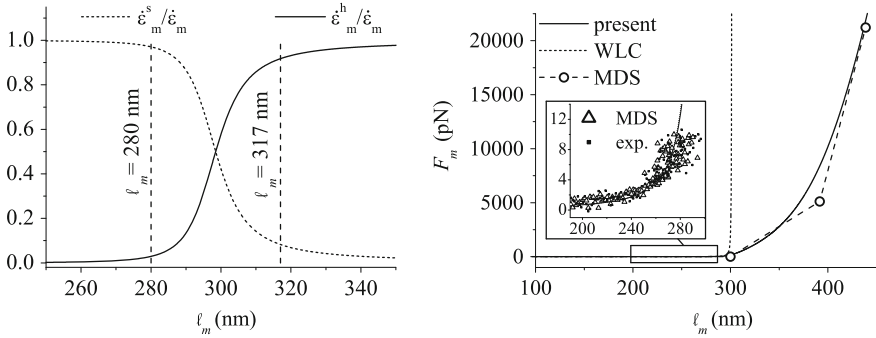 ε̇ˢₘ/ε̇ₘ
ε̇ʰₘ/ε̇ₘ
1.0
0.8
0.6
0.4
0.2
0.0
ℓₘ = 280 nm
ℓₘ = 317 nm
260 280 300 320 340
ℓₘ (nm)
present
WLC
MDS
20000
15000
10000
5000
0
Fₘ (pN)
MDS
exp.
12
8
4
0
200 240 280
100 200 300 400
ℓₘ (nm)